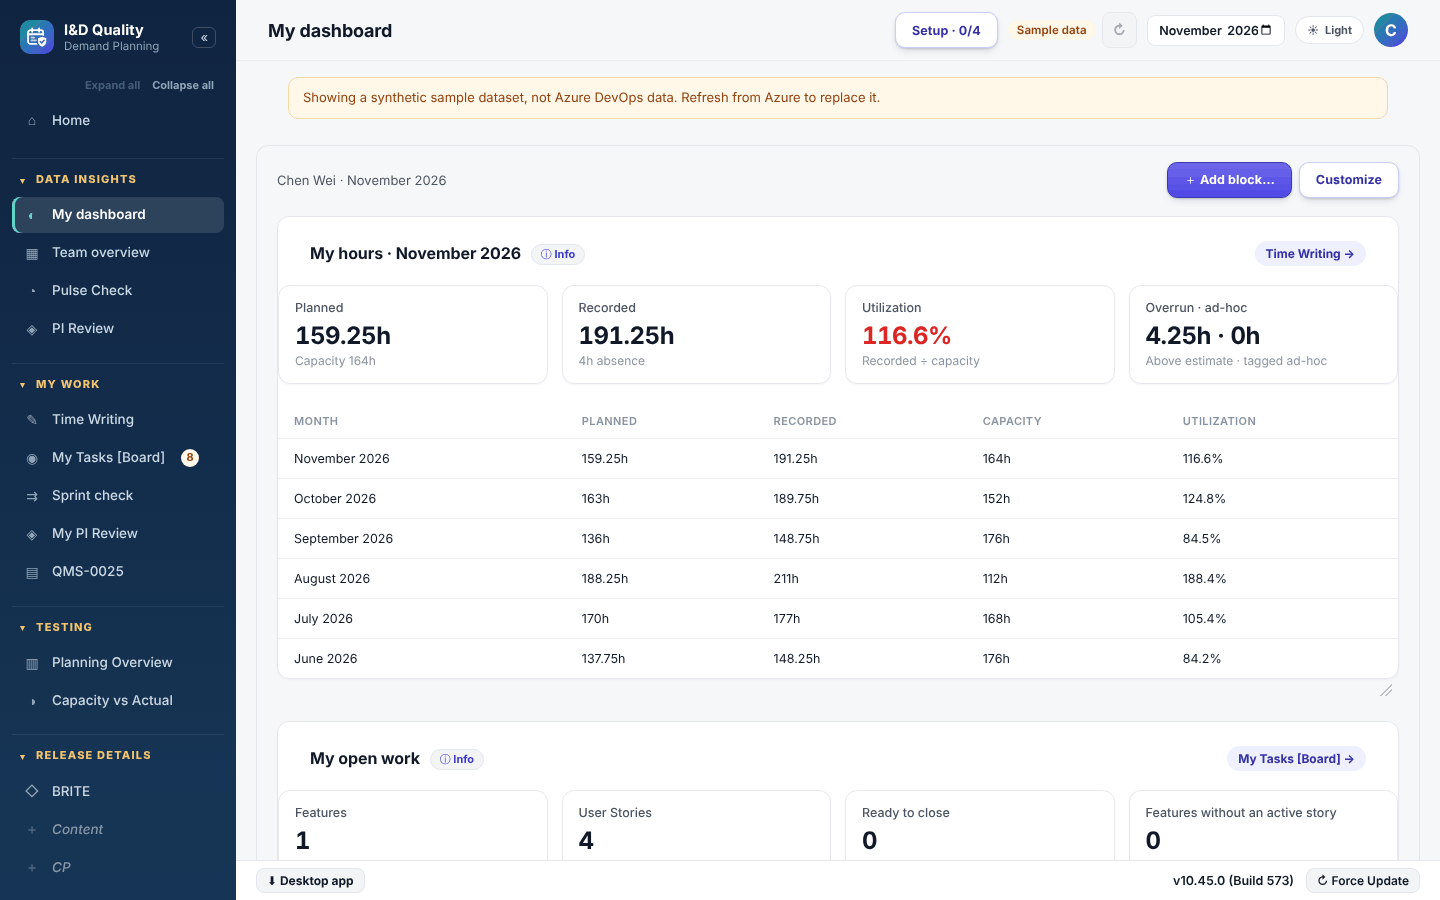 I&D Quality
Demand Planning
«
Expand all Collapse all
Home
DATA INSIGHTS
My dashboard
Team overview
Pulse Check
PI Review
MY WORK
Time Writing
My Tasks [Board] 8
Sprint check
My PI Review
QMS-0025
TESTING
Planning Overview
Capacity vs Actual
RELEASE DETAILS
BRITE
+ Content
+ CP
My dashboard
Setup · 0/4
Sample data
November 2026
Light
C
Showing a synthetic sample dataset, not Azure DevOps data. Refresh from Azure to replace it.
Chen Wei · November 2026
+ Add block...
Customize
My hours · November 2026
ⓘ Info
Time Writing →
Planned
159.25h
Capacity 164h
Recorded
191.25h
4h absence
Utilization
116.6%
Recorded ÷ capacity
Overrun · ad-hoc
4.25h · 0h
Above estimate · tagged ad-hoc
MONTH PLANNED RECORDED CAPACITY UTILIZATION
November 2026 159.25h 191.25h 164h 116.6%
October 2026 163h 189.75h 152h 124.8%
September 2026 136h 148.75h 176h 84.5%
August 2026 188.25h 211h 112h 188.4%
July 2026 170h 177h 168h 105.4%
June 2026 137.75h 148.25h 176h 84.2%
My open work
ⓘ Info
My Tasks [Board] →
Features
1
User Stories
4
Ready to close
0
Features without an active story
0
⬇ Desktop app
v10.45.0 (Build 573)
↻ Force Update